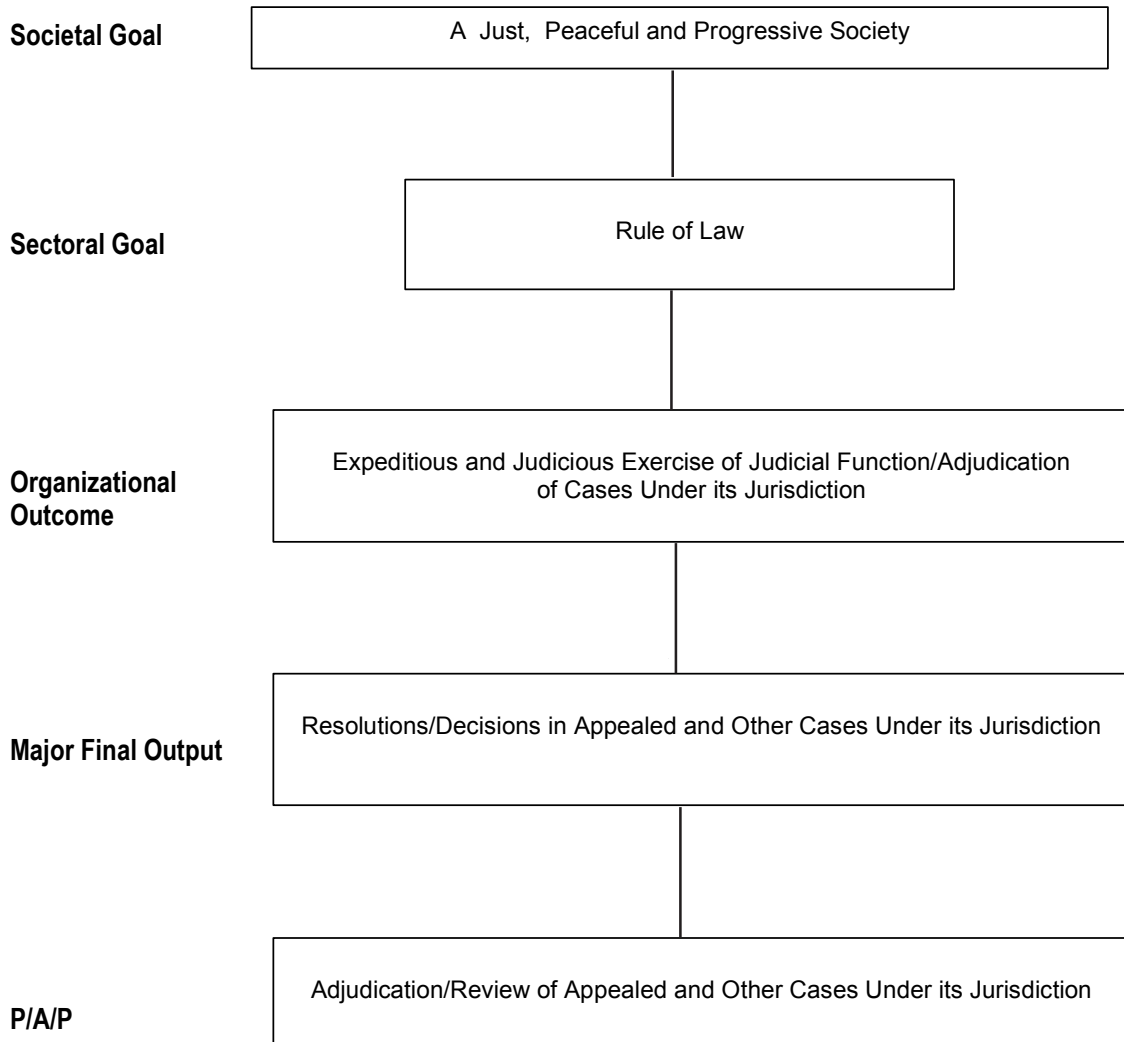 Societal Goal
A Just, Peaceful and Progressive Society
Sectoral Goal
Rule of Law
Organizational
Outcome
Expeditious and Judicious Exercise of Judicial Function/Adjudication
of Cases Under its Jurisdiction
Major Final Output
Resolutions/Decisions in Appealed and Other Cases Under its Jurisdiction
P/A/P
Adjudication/Review of Appealed and Other Cases Under its Jurisdiction